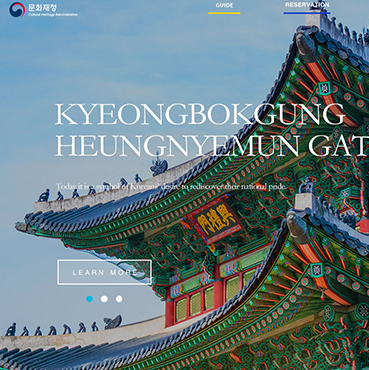 문화재청
Cultural Heritage Administration
GUIDE
RESERVATION
KYEONGBOKGUNG
HEUNGNYEMUN GAT
Today it is a symbol of Koreans' desire to rediscover their national pride.
興禮門
LEARN MORE